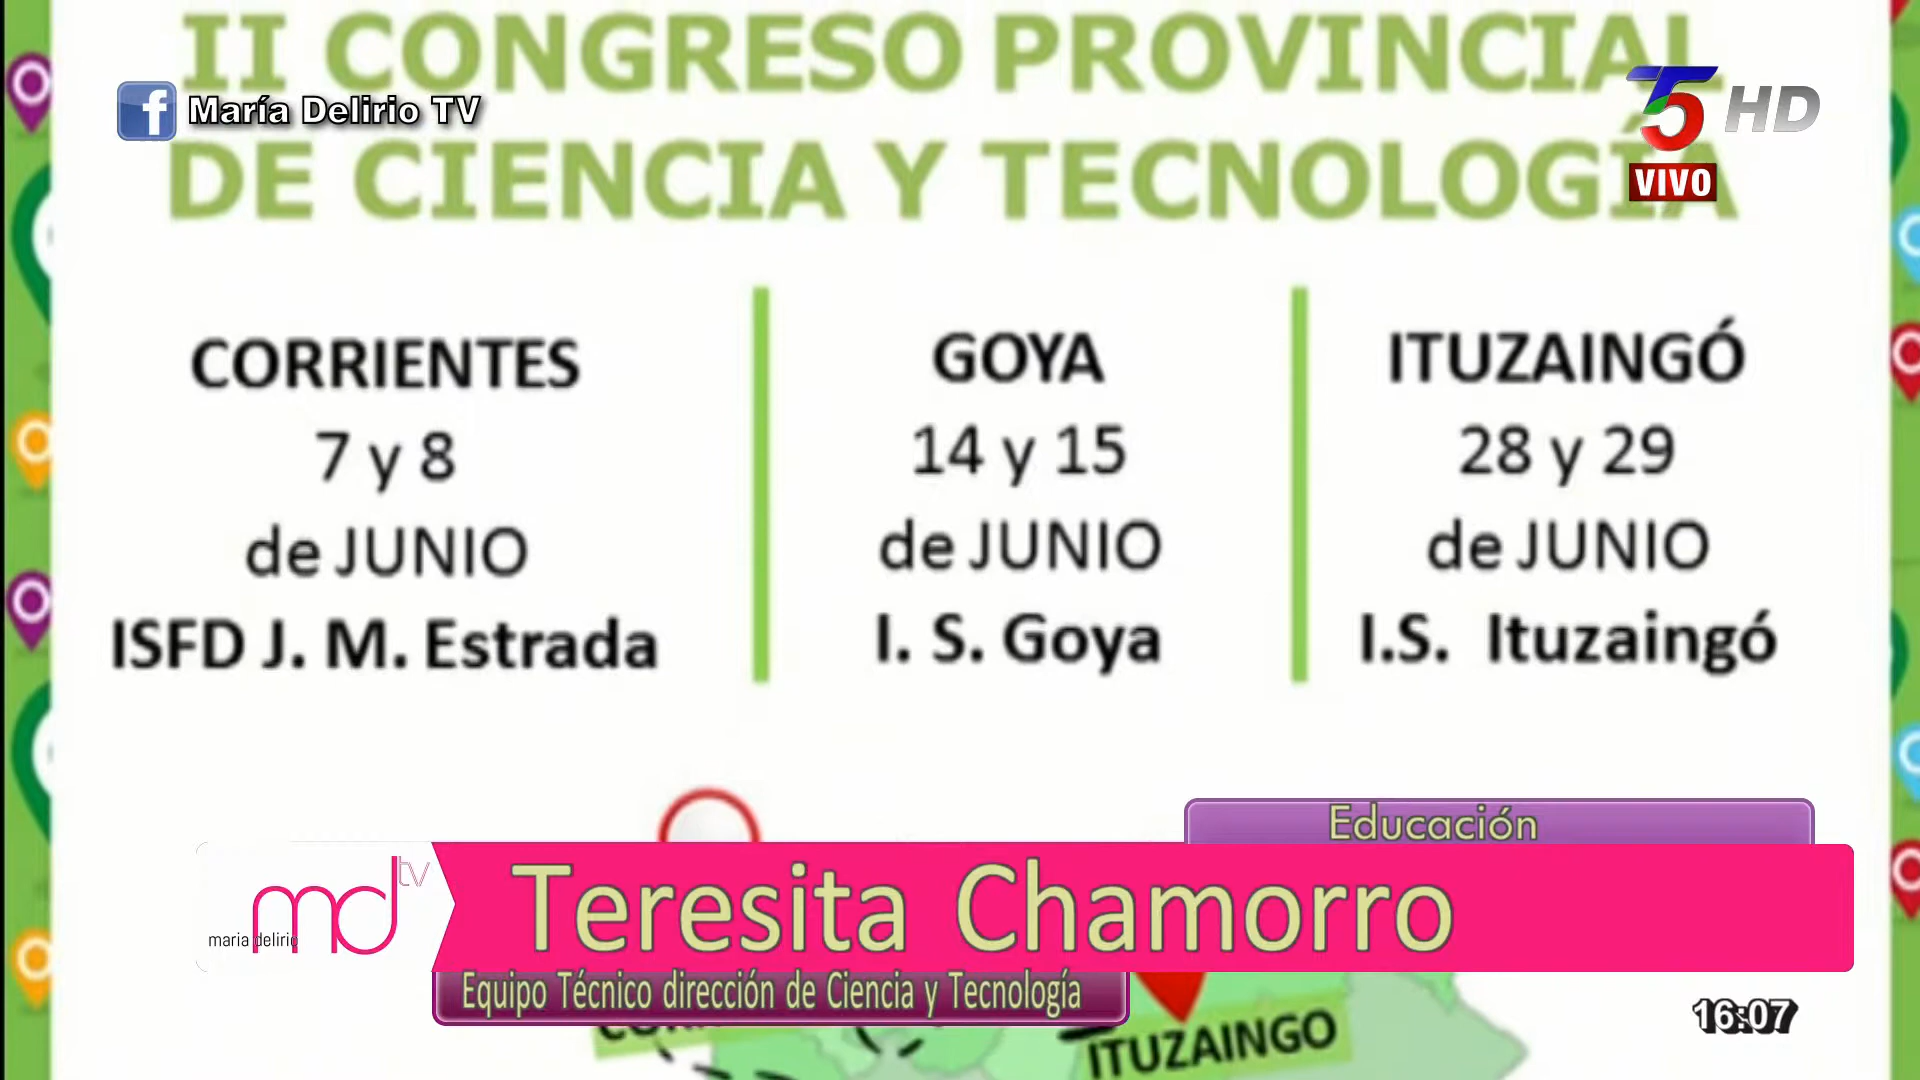 II CONGRESO PROVINCIAL
María Delirio TV
5 HD
DE CIENCIA Y TECNOLOGÍA
VIVO
CORRIENTES
7 y 8
de JUNIO
ISFD J. M. Estrada
GOYA
14 y 15
de JUNIO
I. S. Goya
ITUZAINGÓ
28 y 29
de JUNIO
I.S. Ituzaingó
Educación
md tv
maria delirio
Teresita Chamorro
Equipo Técnico dirección de Ciencia y Tecnología
ITUZAINGO
16:07